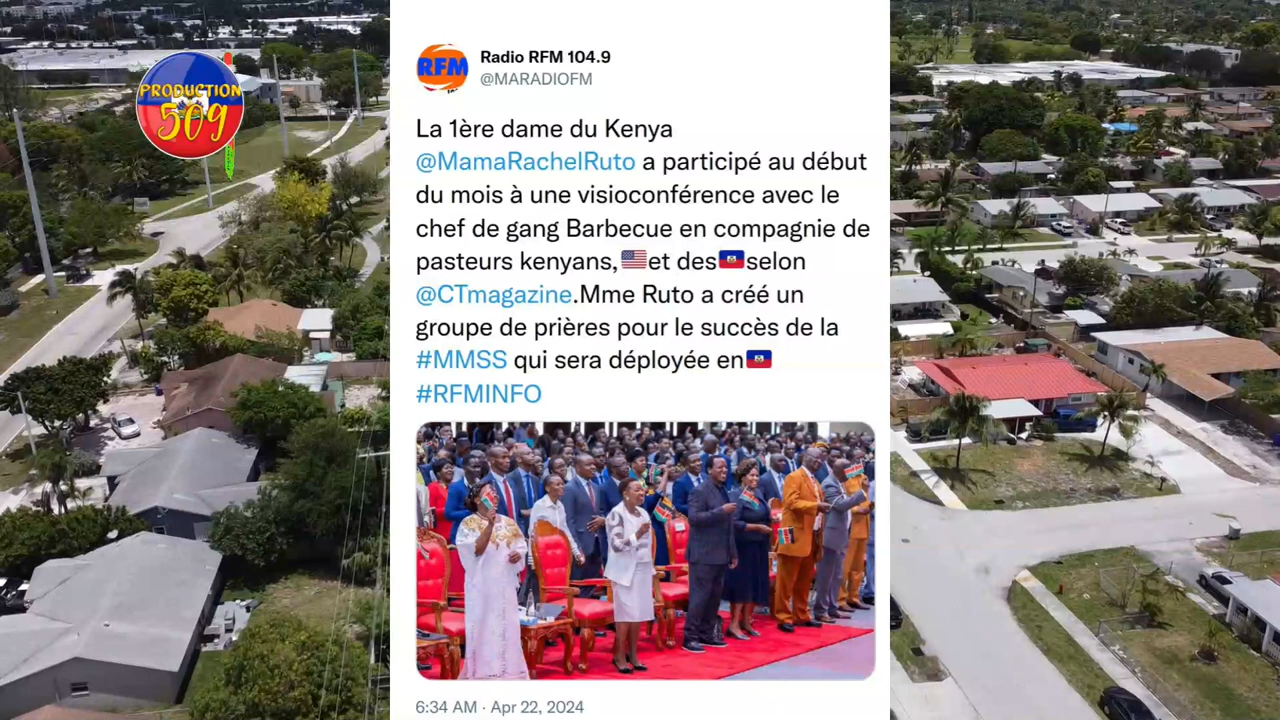 PRODUCTION
509
RFM
Radio RFM 104.9
@MARADIOFM
La 1ère dame du Kenya
@MamaRachelRuto a participé au début
du mois à une visioconférence avec le
chef de gang Barbecue en compagnie de
pasteurs kenyans,🇺🇸et des🇭🇹selon
@CTmagazine.Mme Ruto a créé un
groupe de prières pour le succès de la
#MMSS qui sera déployée en🇭🇹
#RFMINFO
6:34 AM · Apr 22, 2024